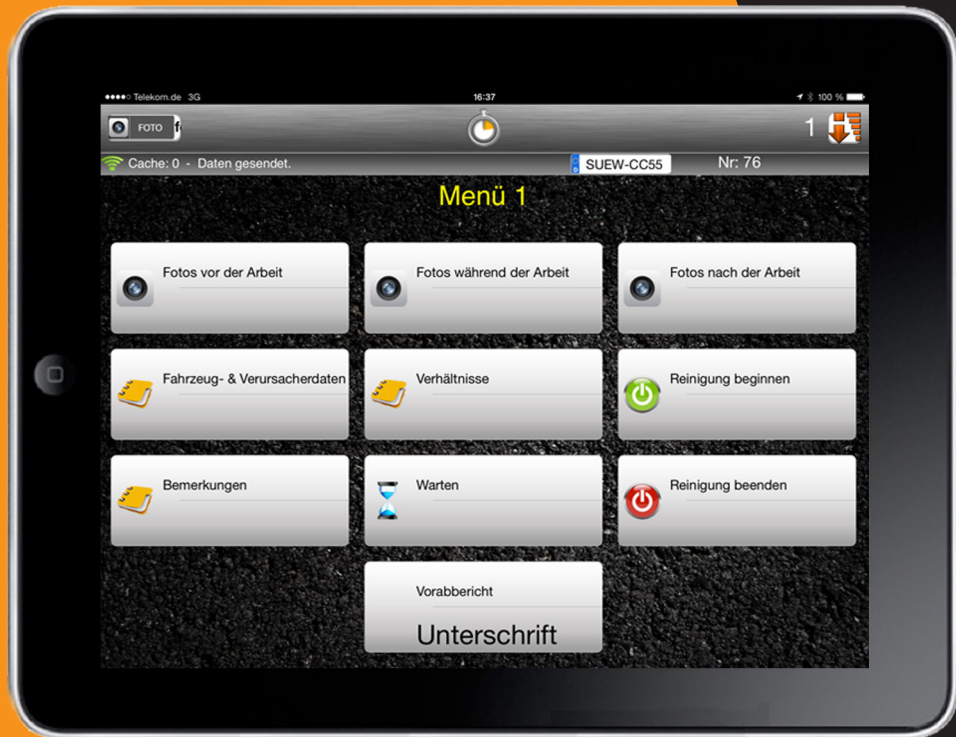 Telekom.de 3G
16:37
100 %
FOTO
1
Cache: 0 - Daten gesendet.
SUEW-CC55
Nr: 76
Menü 1
Fotos vor der Arbeit
Fotos während der Arbeit
Fotos nach der Arbeit
Fahrzeug- & Verursacherdaten
Verhältnisse
Reinigung beginnen
Bemerkungen
Warten
Reinigung beenden
Vorabbericht
Unterschrift